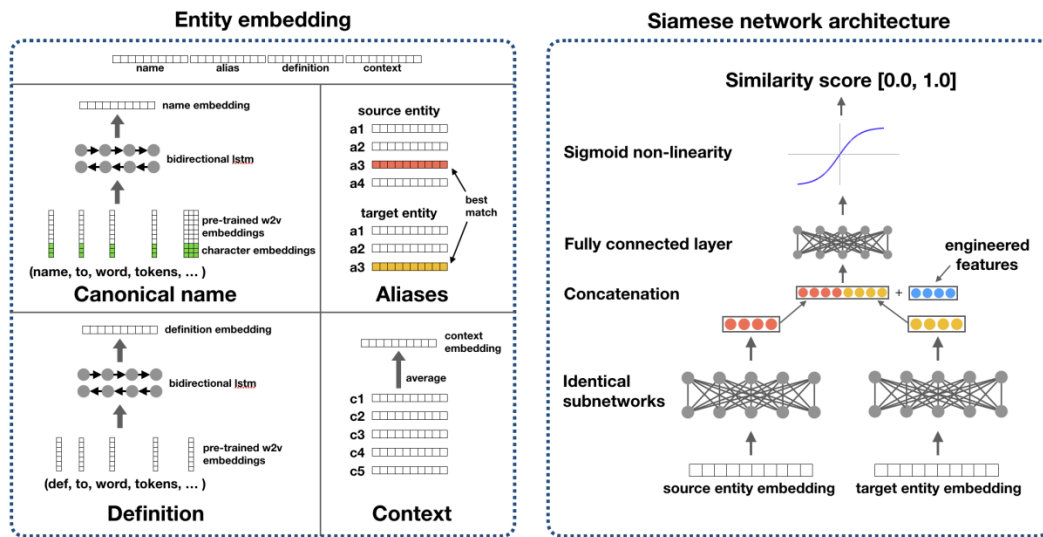 Entity embedding
name
alias
definition
context
name embedding
bidirectional lstm
pre-trained w2v
embeddings
character embeddings
(name, to, word, tokens, ... )
Canonical name
source entity
a1
a2
a3
a4
best
match
target entity
a1
a2
a3
Aliases
definition embedding
bidirectional lstm
pre-trained w2v
embeddings
(def, to, word, tokens, ... )
Definition
context
embedding
average
c1
c2
c3
c4
c5
Context
Siamese network architecture
Similarity score [0.0, 1.0]
Sigmoid non-linearity
Fully connected layer
engineered
features
Concatenation
+
Identical
subnetworks
source entity embedding
target entity embedding